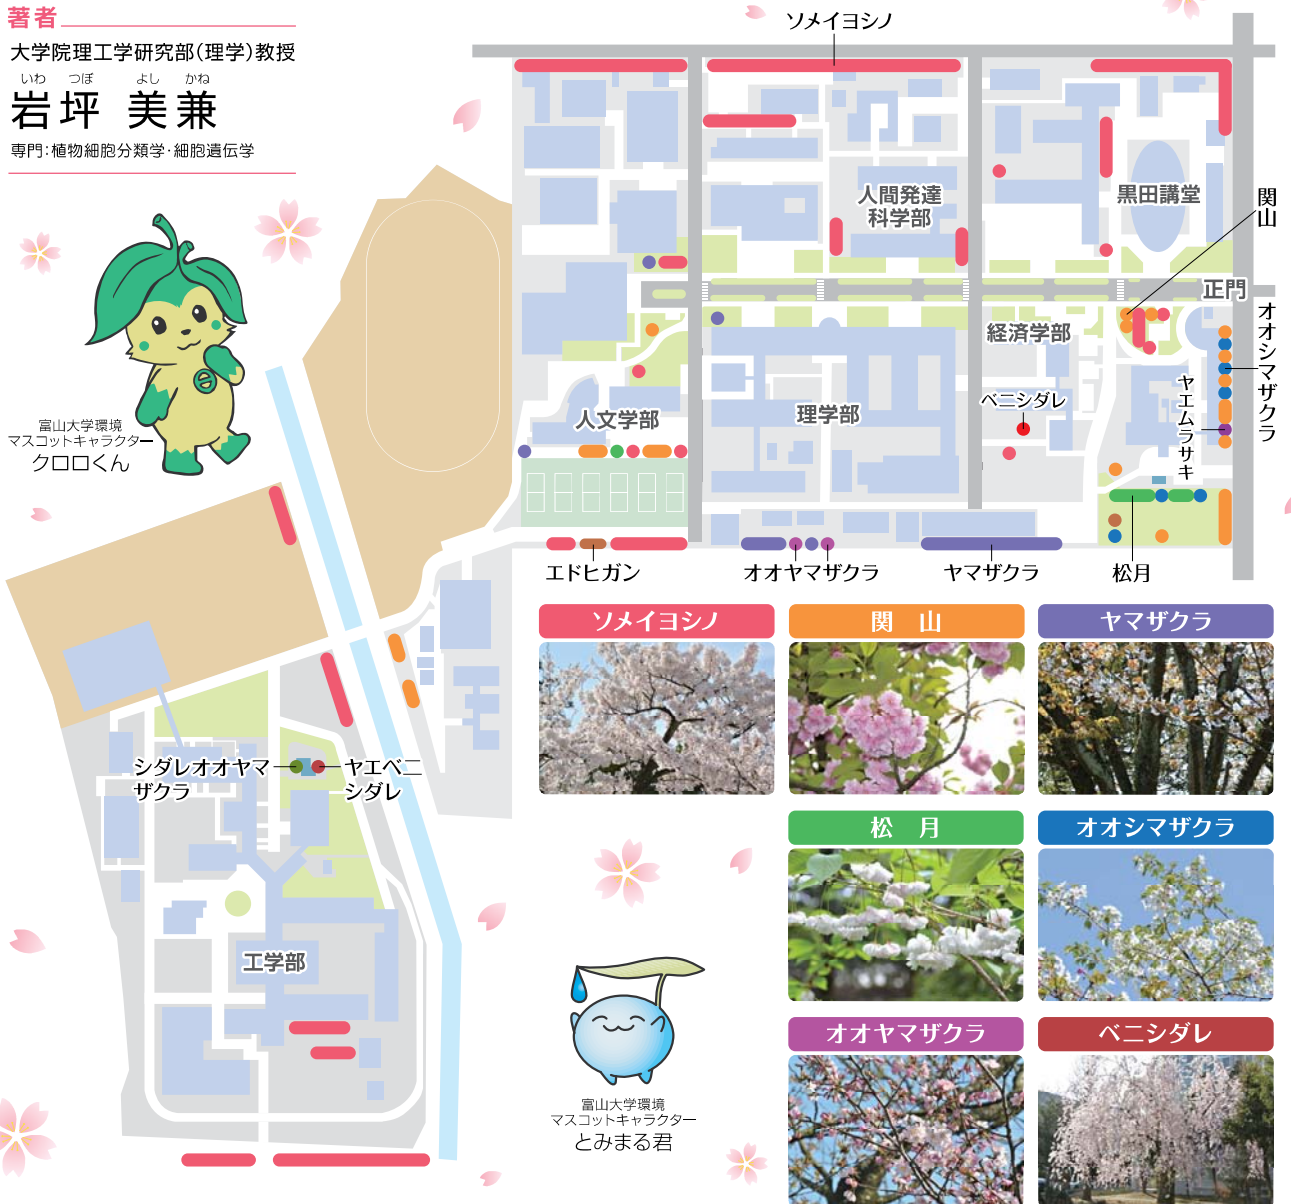 著者
大学院理工学研究部(理学)教授
いわ つぼ よし かね
岩坪 美兼
専門:植物細胞分類学・細胞遺伝学
富山大学環境
マスコットキャラクター
クロロくん
ソメイヨシノ
人間発達
科学部
黒田講堂
関山
正門
オオシマザクラ
経済学部
ヤエムラサキ
ベニシダレ
人文学部
理学部
エドヒガン
オオヤマザクラ
ヤマザクラ
松月
シダレオオヤマ
ザクラ
ヤエベニ
シダレ
工学部
ソメイヨシノ
関 山
ヤマザクラ
松 月
オオシマザクラ
オオヤマザクラ
ベニシダレ
富山大学環境
マスコットキャラクター
とみまる君